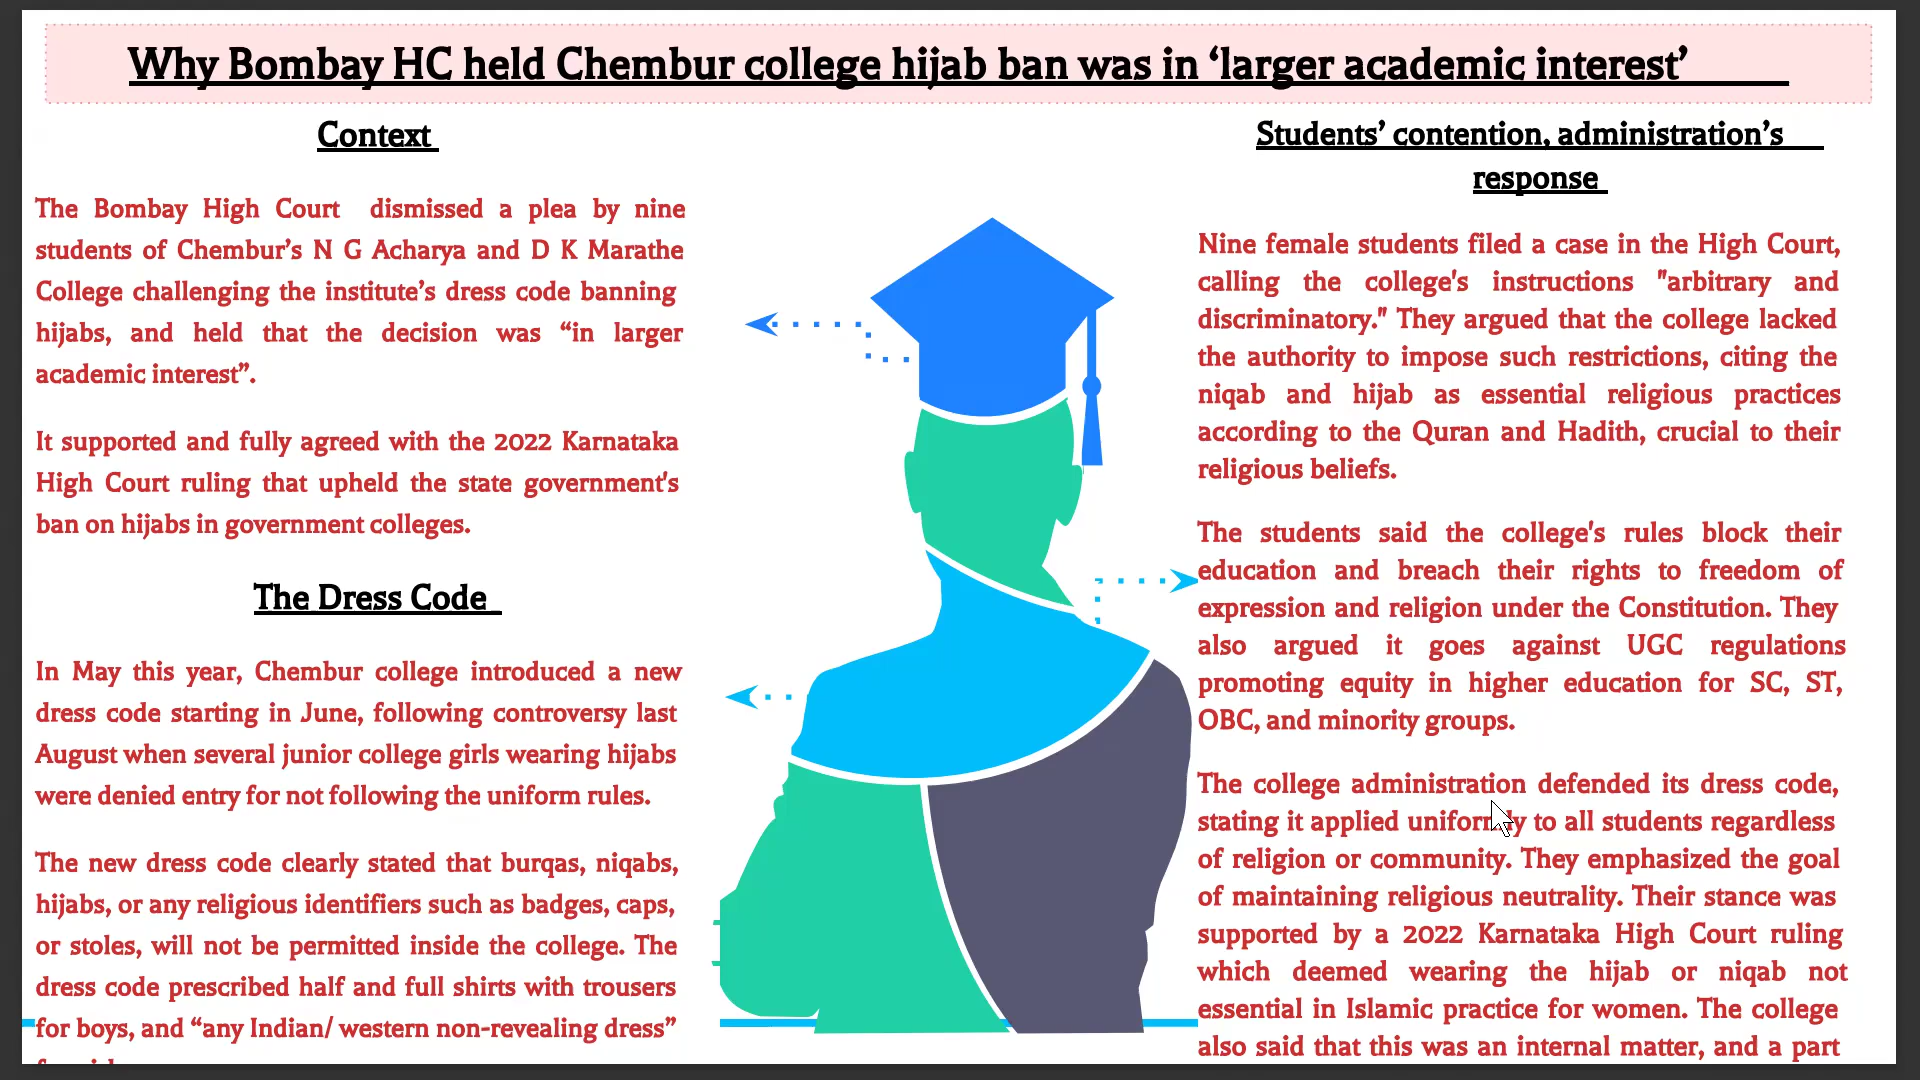 Why Bombay HC held Chembur college hijab ban was in ‘larger academic interest’
Context
The Bombay High Court dismissed a plea by nine
students of Chembur’s N G Acharya and D K Marathe
College challenging the institute’s dress code banning
hijabs, and held that the decision was “in larger
academic interest”.
It supported and fully agreed with the 2022 Karnataka
High Court ruling that upheld the state government's
ban on hijabs in government colleges.
The Dress Code
In May this year, Chembur college introduced a new
dress code starting in June, following controversy last
August when several junior college girls wearing hijabs
were denied entry for not following the uniform rules.
The new dress code clearly stated that burqas, niqabs,
hijabs, or any religious identifiers such as badges, caps,
or stoles, will not be permitted inside the college. The
dress code prescribed half and full shirts with trousers
for boys, and “any Indian/ western non-revealing dress”
Students’ contention, administration’s
response
Nine female students filed a case in the High Court,
calling the college's instructions "arbitrary and
discriminatory." They argued that the college lacked
the authority to impose such restrictions, citing the
niqab and hijab as essential religious practices
according to the Quran and Hadith, crucial to their
religious beliefs.
The students said the college's rules block their
education and breach their rights to freedom of
expression and religion under the Constitution. They
also argued it goes against UGC regulations
promoting equity in higher education for SC, ST,
OBC, and minority groups.
The college administration defended its dress code,
stating it applied uniformly to all students regardless
of religion or community. They emphasized the goal
of maintaining religious neutrality. Their stance was
supported by a 2022 Karnataka High Court ruling
which deemed wearing the hijab or niqab not
essential in Islamic practice for women. The college
also said that this was an internal matter, and a part